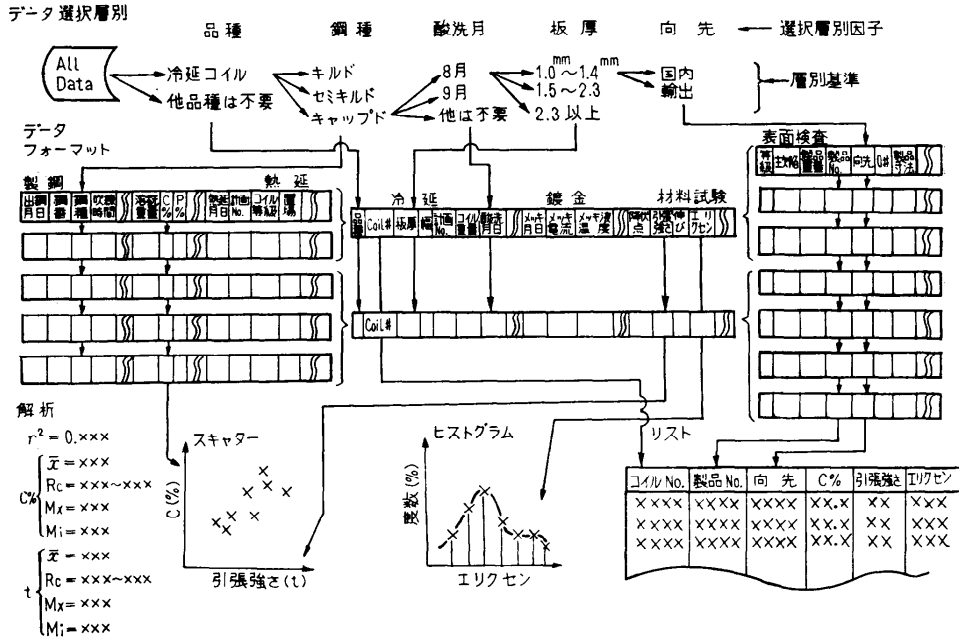 データ選択層別
品種 鋼種 酸洗月 板厚 向先 ← 選択層別因子
All
Data
冷延コイル
他品種は不要
キルド
セミキルド
キャップド
8月
9月
他は不要
1.0mm～1.4mm
1.5～2.3
2.3以上
国内
輸出
層別基準
データ
フォーマット
製鋼 熱延
出鋼月日 鋼番 鋼種 吹錬時間 溶鋼重量 C% P% 熱延月日 計画No. コイル等級 置場
冷延 鍍金 材料試験
品種 Coil# 板厚 幅 計画No. コイル重量 酸洗月日 メッキ月日 メッキ電流 メッキ液温度 降伏点 引張強さ 伸び エリクセン
Coil#
表面検査
等級 主欠陥 製品重量 製品No. 向先 O# 製品寸法
解析
r²=0.×××
C%
x̄=×××
Rc=×××～×××
Mx=×××
Mi=×××
t
x̄=×××
Rc=×××～×××
Mx=×××
Mi=×××
スキャター
C(%)
引張強さ(t)
ヒストグラム
度数(%)
エリクセン
リスト
コイルNo. 製品No. 向先 C% 引張強さ エリクセン
×××× ×××× ×××× ××.× ×× ×××
×××× ×××× ×××× ××.× ×× ×××
×××× ×××× ×××× ××.× ×× ×××